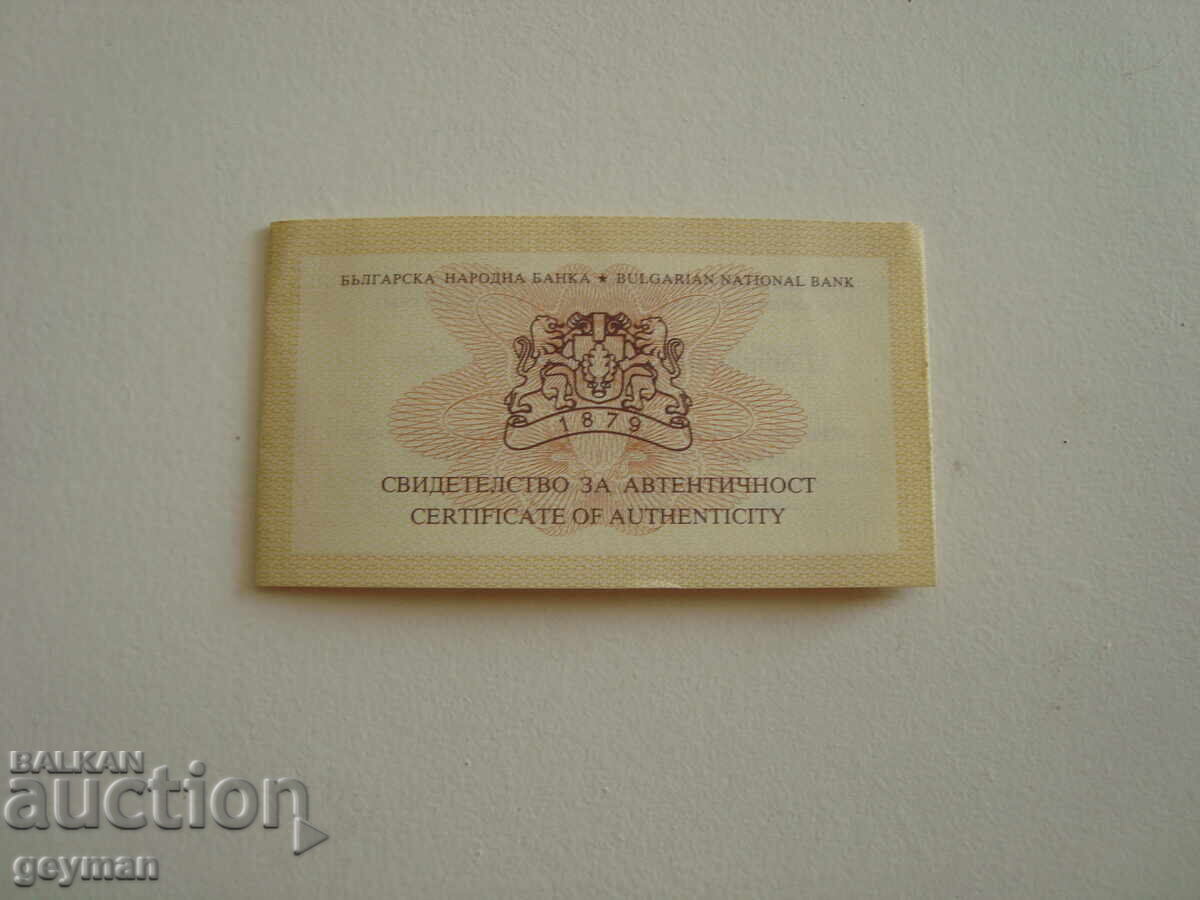 БЪЛГАРСКА НАРОДНА БАНКА ★ BULGARIAN NATIONAL BANK
1879
СВИДЕТЕЛСТВО ЗА АВТЕНТИЧНОСТ
CERTIFICATE OF AUTHENTICITY
BALKAN
auction
geyman